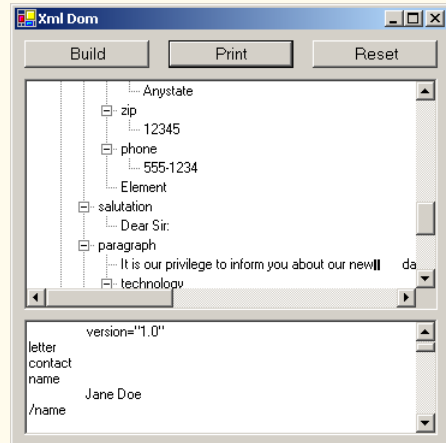 Xml Dom
Build Print Reset
Anystate
zip
12345
phone
555-1234
Element
salutation
Dear Sir:
paragraph
It is our privilege to inform you about our new da
technology
version="1.0"
letter
contact
name
Jane Doe
/name